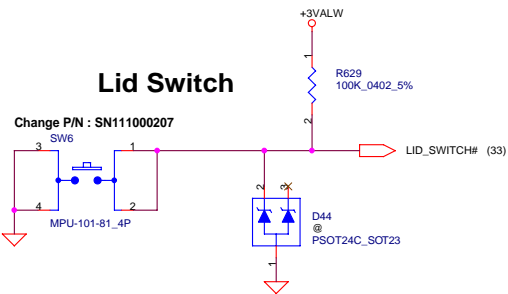 +3VALW
1
R629
100K_0402_5%
2
Lid Switch
Change P/N : SN111000207
SW6
3
1
4
2
MPU-101-81_4P
LID_SWITCH# (33)
2
3
D44
@
PSOT24C_SOT23
1